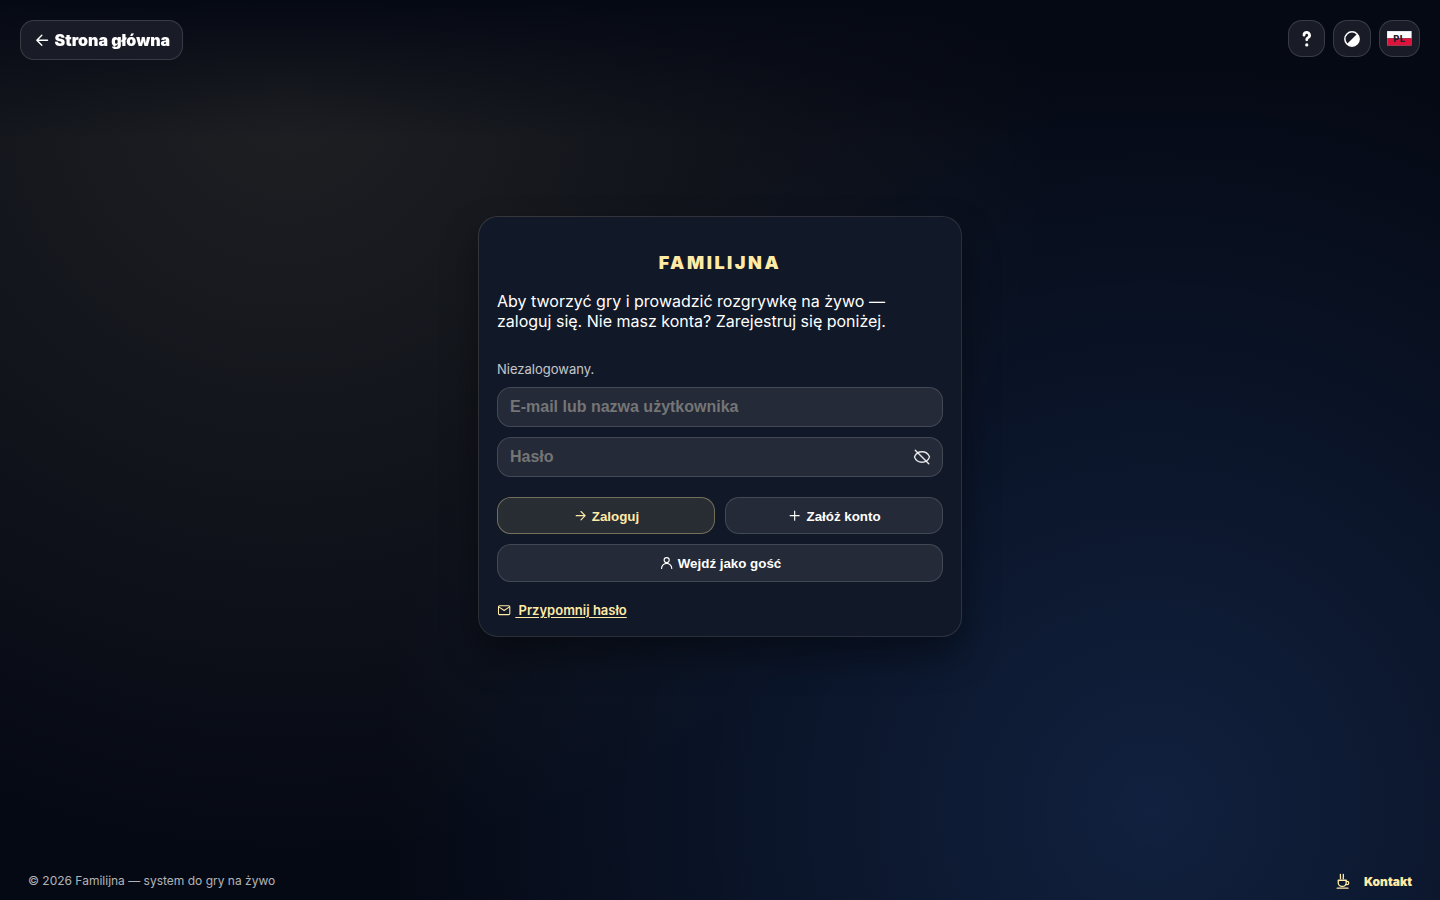 Strona główna
?
PL
FAMILIJNA
Aby tworzyć gry i prowadzić rozgrywkę na żywo —
zaloguj się. Nie masz konta? Zarejestruj się poniżej.
Niezalogowany.
E-mail lub nazwa użytkownika
Hasło
Zaloguj
Załóż konto
Wejdź jako gość
Przypomnij hasło
© 2026 Familijna — system do gry na żywo
Kontakt